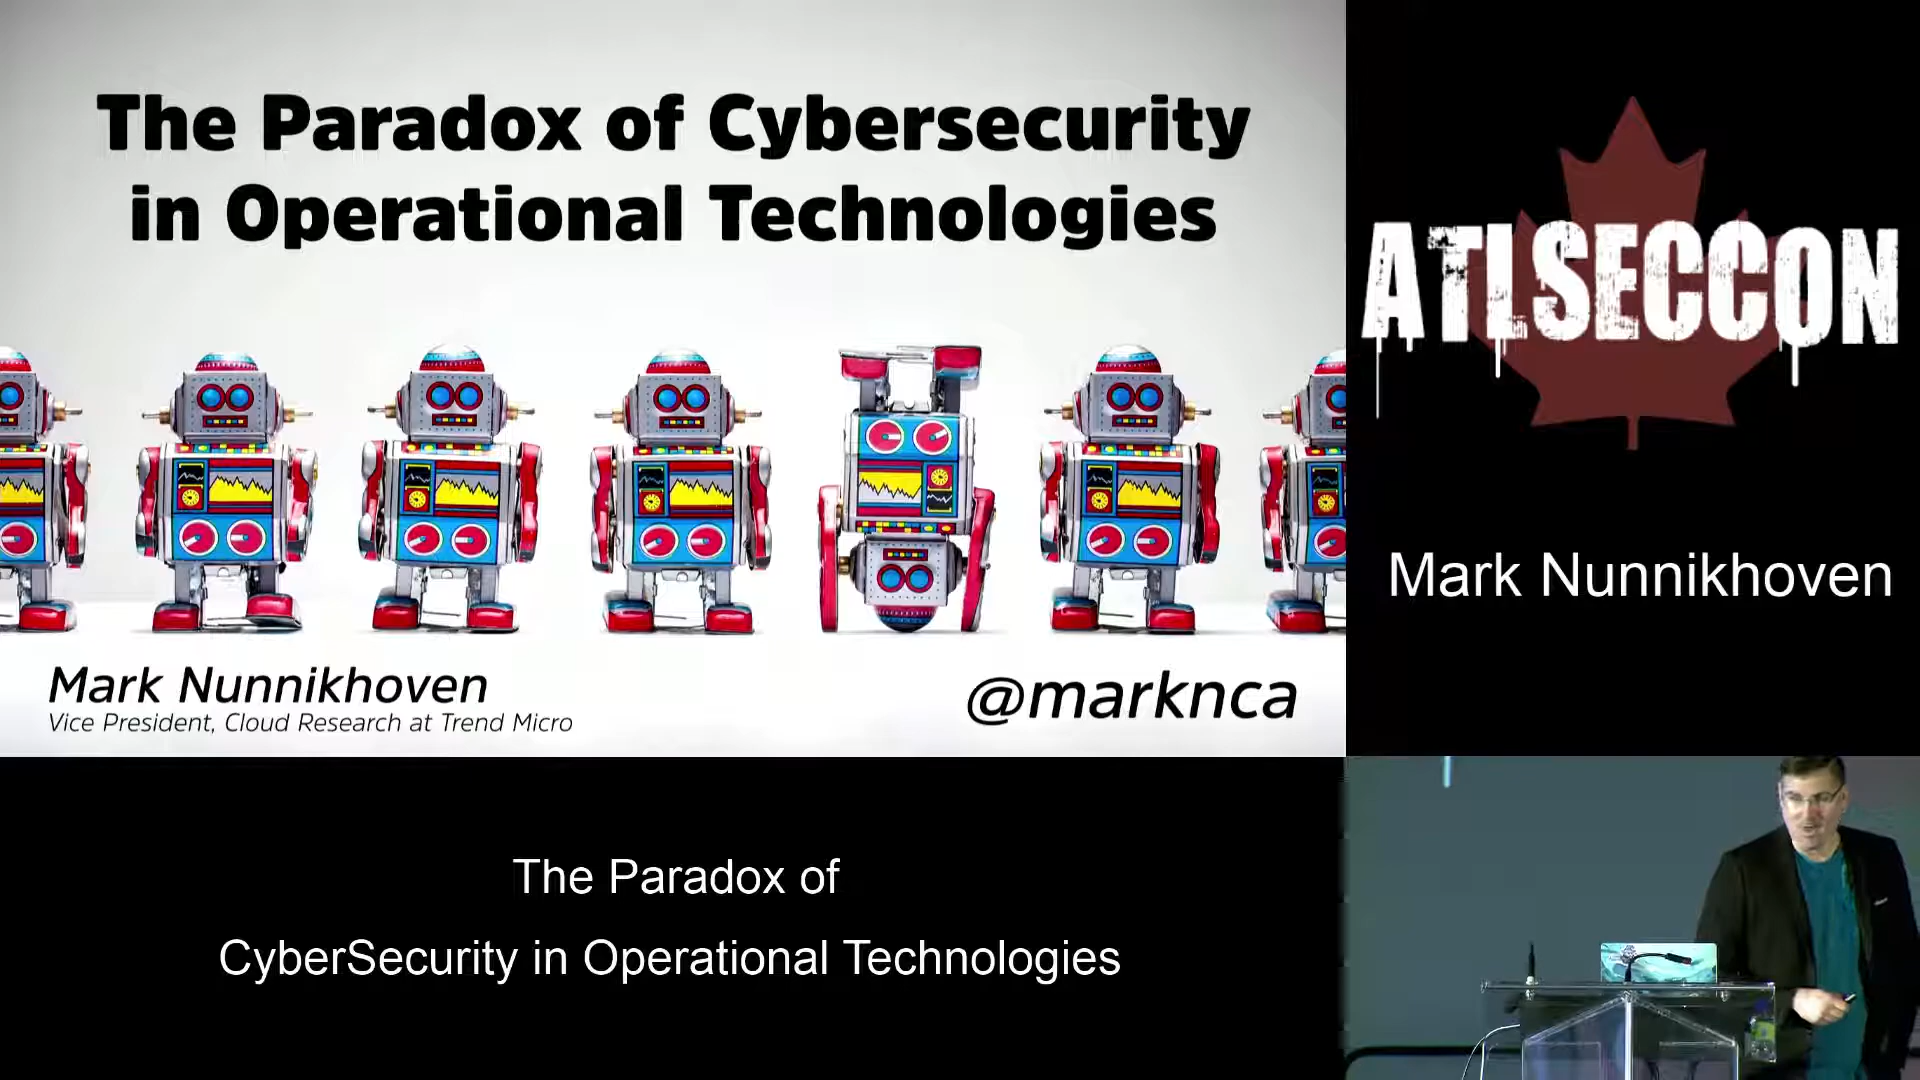 The Paradox of Cybersecurity
in Operational Technologies
Mark Nunnikhoven
Vice President, Cloud Research at Trend Micro
@marknca
ATLSECCON
Mark Nunnikhoven
The Paradox of
CyberSecurity in Operational Technologies